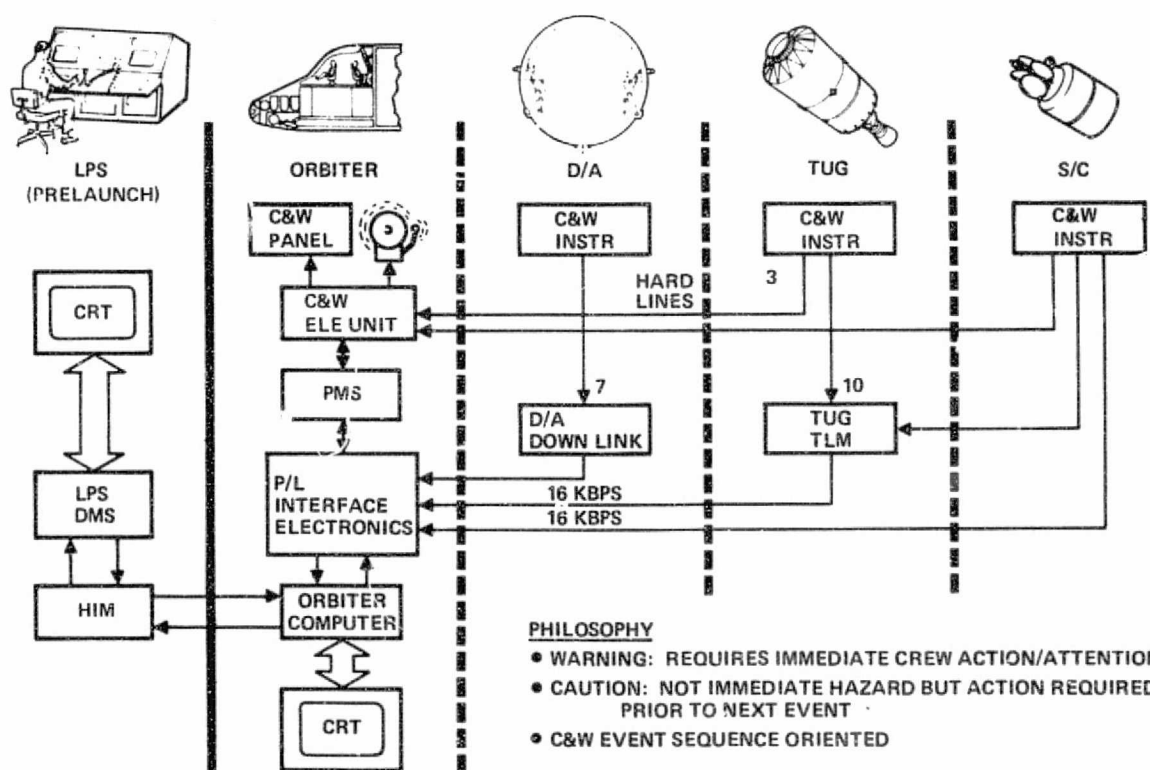 LPS
(PRELAUNCH)
ORBITER
D/A
TUG
S/C
C&W
PANEL
C&W
INSTR
C&W
INSTR
C&W
INSTR
CRT
C&W
ELE UNIT
HARD
LINES
3
PMS
7
10
D/A
DOWN LINK
TUG
TLM
LPS
DMS
P/L
INTERFACE
ELECTRONICS
16 KBPS
16 KBPS
HIM
ORBITER
COMPUTER
CRT
PHILOSOPHY
• WARNING: REQUIRES IMMEDIATE CREW ACTION/ATTENTION
• CAUTION: NOT IMMEDIATE HAZARD BUT ACTION REQUIRED
PRIOR TO NEXT EVENT
• C&W EVENT SEQUENCE ORIENTED